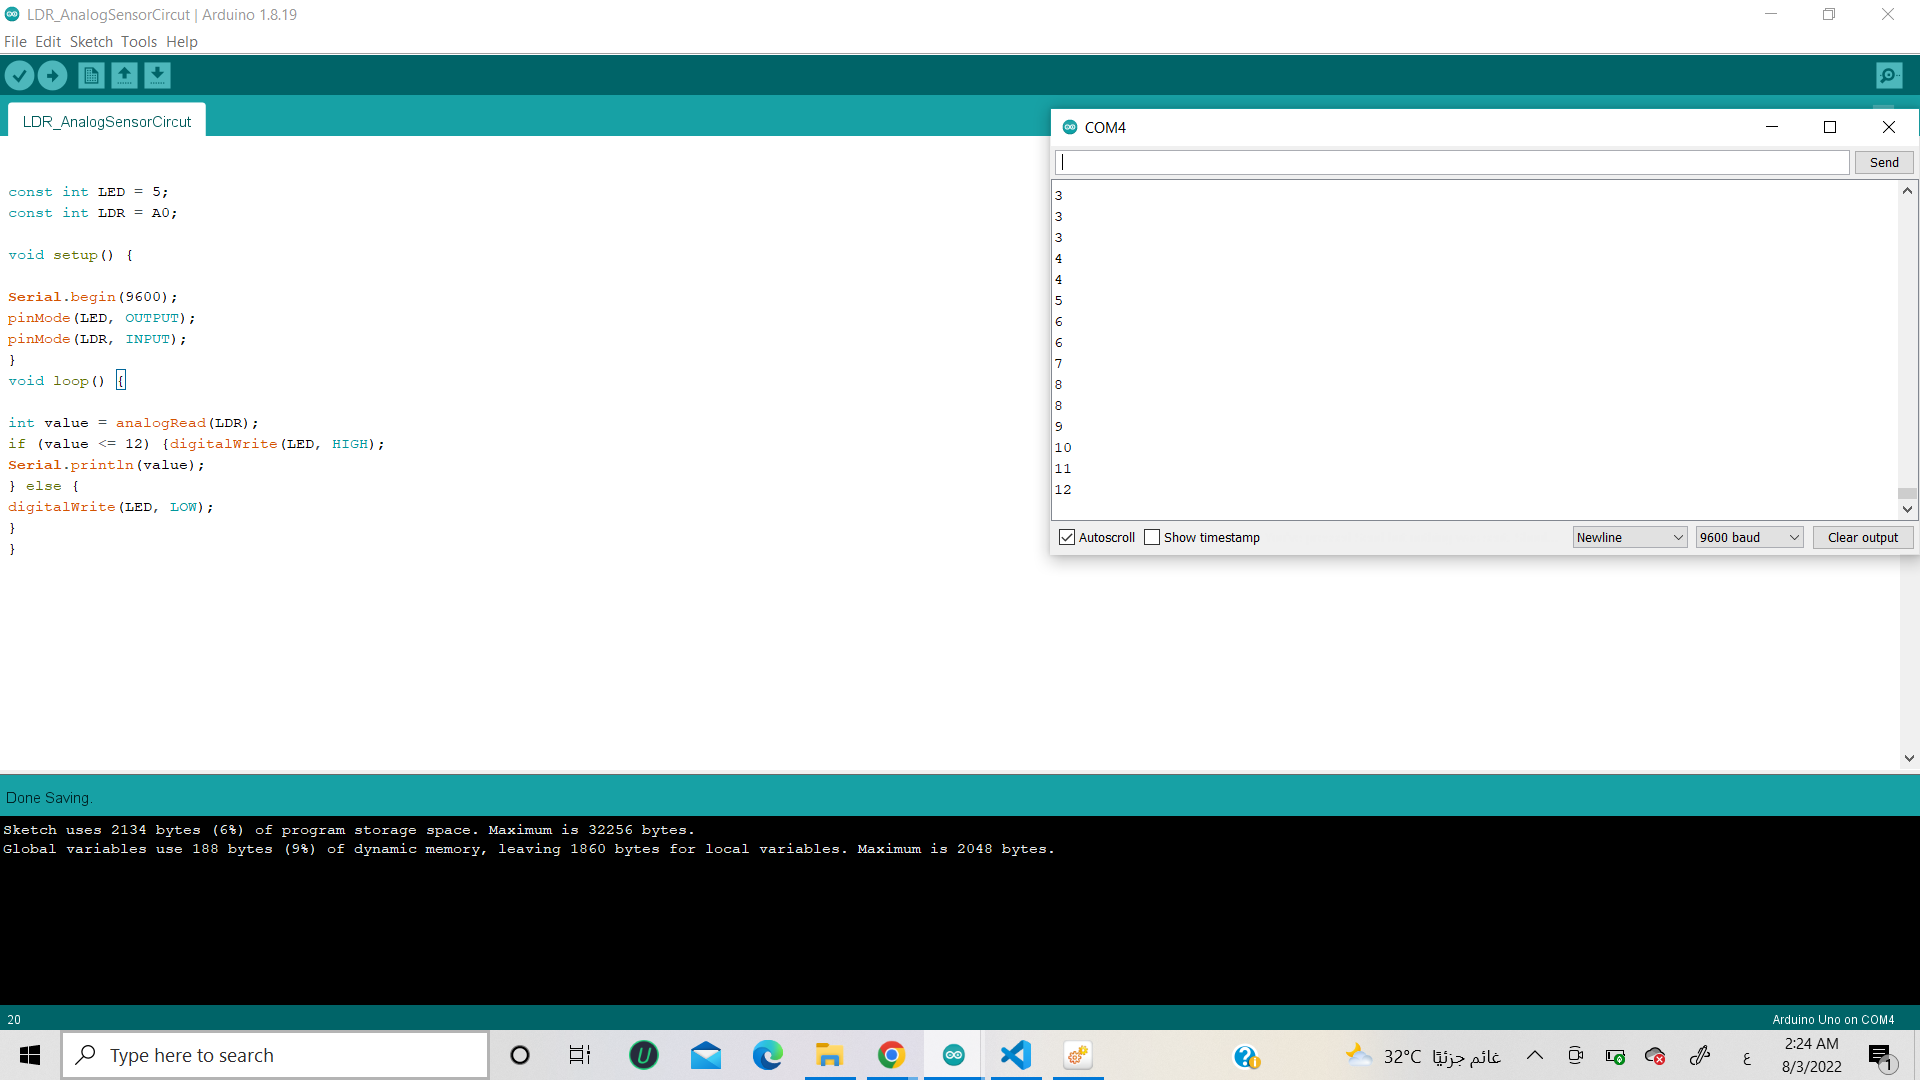 LDR_AnalogSensorCircut | Arduino 1.8.19
File Edit Sketch Tools Help
LDR_AnalogSensorCircut
const int LED = 5;
const int LDR = A0;
void setup() {
Serial.begin(9600);
pinMode(LED, OUTPUT);
pinMode(LDR, INPUT);
}
void loop() {
int value = analogRead(LDR);
if (value <= 12) {digitalWrite(LED, HIGH);
Serial.println(value);
} else {
digitalWrite(LED, LOW);
}
}
COM4
Send
3
3
3
4
4
5
6
6
7
8
8
9
10
11
12
Autoscroll Show timestamp Newline 9600 baud Clear output
Done Saving.
Sketch uses 2134 bytes (6%) of program storage space. Maximum is 32256 bytes.
Global variables use 188 bytes (9%) of dynamic memory, leaving 1860 bytes for local variables. Maximum is 2048 bytes.
20 Arduino Uno on COM4
Type here to search
32°C غائم جزئيًا
ع
2:24 AM
8/3/2022
1